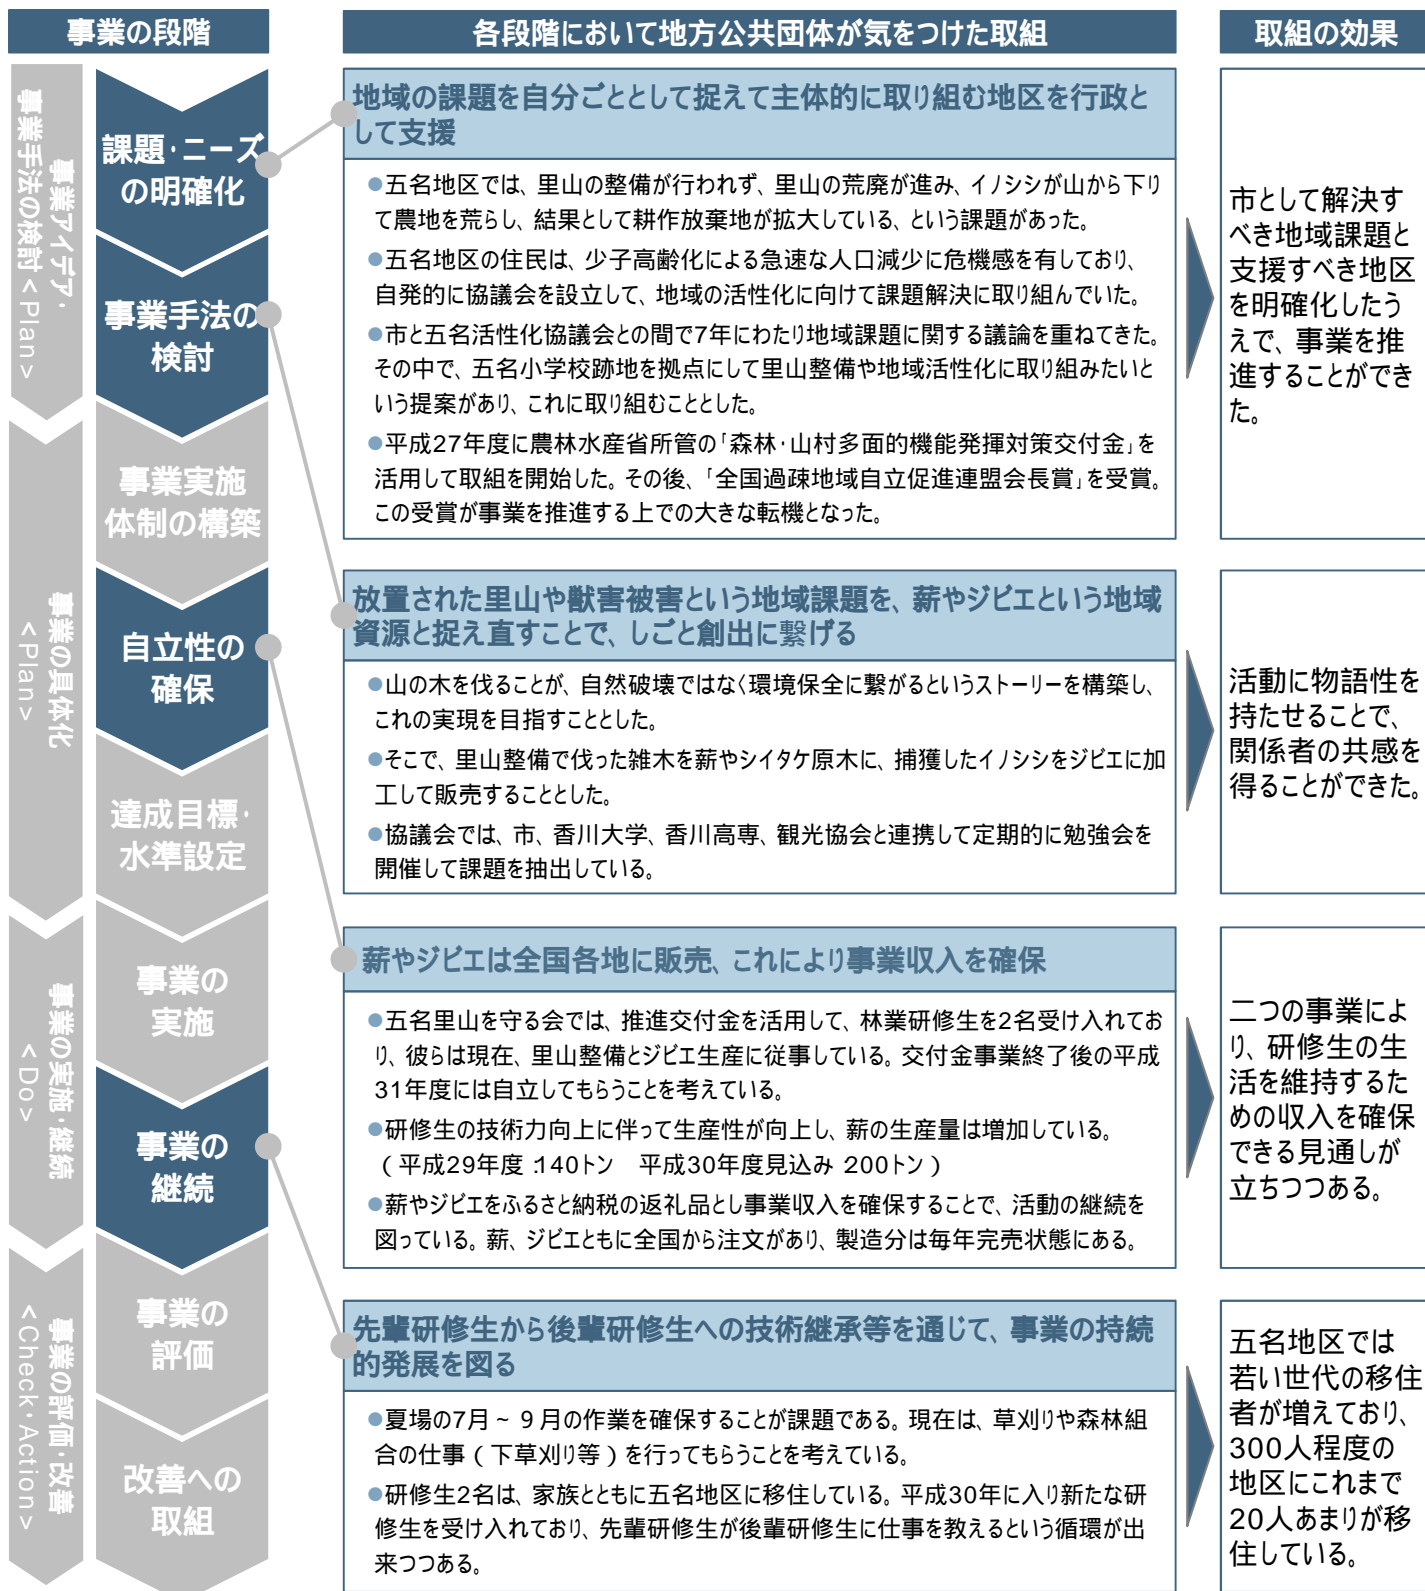 事業の段階
各段階において地方公共団体が気をつけた取組
取組の効果
事業アイデア・
事業手法の検討<Plan>
事業の具体化
<Plan>
事業の実施・継続
<Do>
事業の評価・改善
<Check・Action>
課題・ニーズ
の明確化
事業手法の
検討
事業実施
体制の構築
自立性の
確保
達成目標・
水準設定
事業の
実施
事業の
継続
事業の
評価
改善への
取組
地域の課題を自分ごととして捉えて主体的に取り組む地区を行政と
して支援
●五名地区では、里山の整備が行われず、里山の荒廃が進み、イノシシが山から下り
て農地を荒らし、結果として耕作放棄地が拡大している、という課題があった。
●五名地区の住民は、少子高齢化による急速な人口減少に危機感を有しており、
自発的に協議会を設立して、地域の活性化に向けて課題解決に取り組んでいた。
●市と五名活性化協議会との間で7年にわたり地域課題に関する議論を重ねてきた。
その中で、五名小学校跡地を拠点にして里山整備や地域活性化に取り組みたいと
いう提案があり、これに取り組むこととした。
●平成27年度に農林水産省所管の「森林・山村多面的機能発揮対策交付金」を
活用して取組を開始した。その後、「全国過疎地域自立促進連盟会長賞」を受賞。
この受賞が事業を推進する上での大きな転機となった。
市として解決す
べき地域課題と
支援すべき地区
を明確化したう
えで、事業を推
進することができ
た。
放置された里山や獣害被害という地域課題を、薪やジビエという地域
資源と捉え直すことで、しごと創出に繋げる
●山の木を伐ることが、自然破壊ではなく環境保全に繋がるというストーリーを構築し、
これの実現を目指すこととした。
●そこで、里山整備で伐った雑木を薪やシイタケ原木に、捕獲したイノシシをジビエに加
工して販売することとした。
●協議会では、市、香川大学、香川高専、観光協会と連携して定期的に勉強会を
開催して課題を抽出している。
活動に物語性を
持たせることで、
関係者の共感を
得ることができた。
薪やジビエは全国各地に販売、これにより事業収入を確保
●五名里山を守る会では、推進交付金を活用して、林業研修生を2名受け入れてお
り、彼らは現在、里山整備とジビエ生産に従事している。交付金事業終了後の平成
31年度には自立してもらうことを考えている。
●研修生の技術力向上に伴って生産性が向上し、薪の生産量は増加している。
（平成29年度:140トン　平成30年度見込み 200トン）
●薪やジビエをふるさと納税の返礼品とし事業収入を確保することで、活動の継続を
図っている。薪、ジビエともに全国から注文があり、製造分は毎年完売状態にある。
二つの事業によ
り、研修生の生
活を維持するた
めの収入を確保
できる見通しが
立ちつつある。
先輩研修生から後輩研修生への技術継承等を通じて、事業の持続
的発展を図る
●夏場の7月～９月の作業を確保することが課題である。現在は、草刈りや森林組
合の仕事（下草刈り等）を行ってもらうことを考えている。
●研修生2名は、家族とともに五名地区に移住している。平成30年に入り新たな研
修生を受け入れており、先輩研修生が後輩研修生に仕事を教えるという循環が出
来つつある。
五名地区では
若い世代の移住
者が増えており、
300人程度の
地区にこれまで
20人あまりが移
住している。